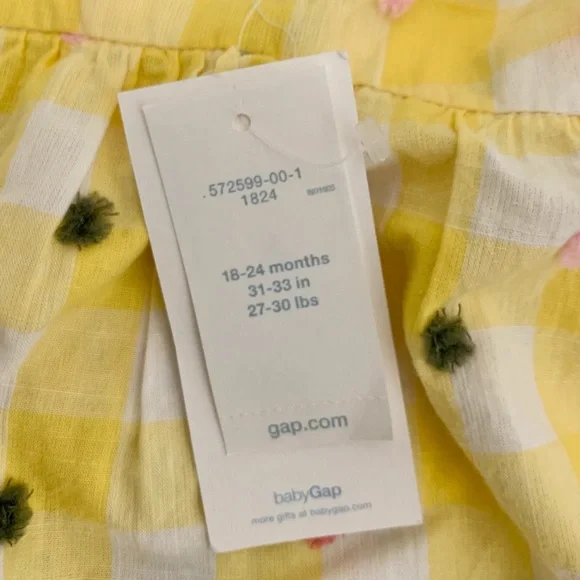 .572599-00-1
1824
18-24 months
31-33 in
27-30 lbs
gap.com
babyGap
more gifts at babygap.com